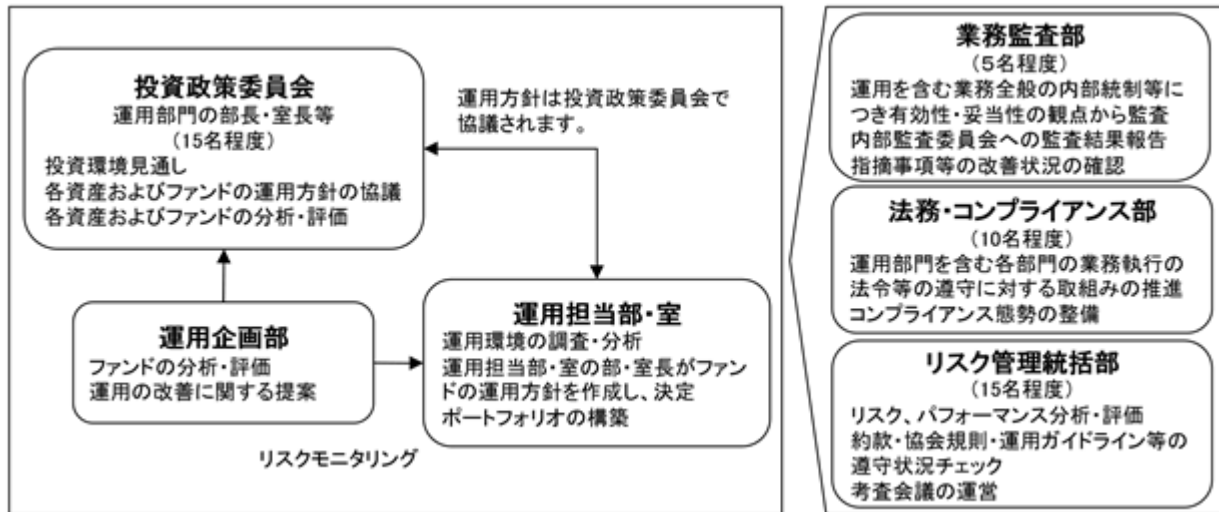 投資政策委員会
運用部門の部長・室長等
(15名程度)
投資環境見通し
各資産およびファンドの運用方針の協議
各資産およびファンドの分析・評価
運用方針は投資政策委員会で
協議されます。
運用企画部
ファンドの分析・評価
運用の改善に関する提案
運用担当部・室
運用環境の調査・分析
運用担当部・室の部・室長がファン
ドの運用方針を作成し、決定
ポートフォリオの構築
リスクモニタリング
業務監査部
(5名程度)
運用を含む業務全般の内部統制等に
つき有効性・妥当性の観点から監査
内部監査委員会への監査結果報告
指摘事項等の改善状況の確認
法務・コンプライアンス部
(10名程度)
運用部門を含む各部門の業務執行の
法令等の遵守に対する取組みの推進
コンプライアンス態勢の整備
リスク管理統括部
(15名程度)
リスク、パフォーマンス分析・評価
約款・協会規則・運用ガイドライン等の
遵守状況チェック
考査会議の運営